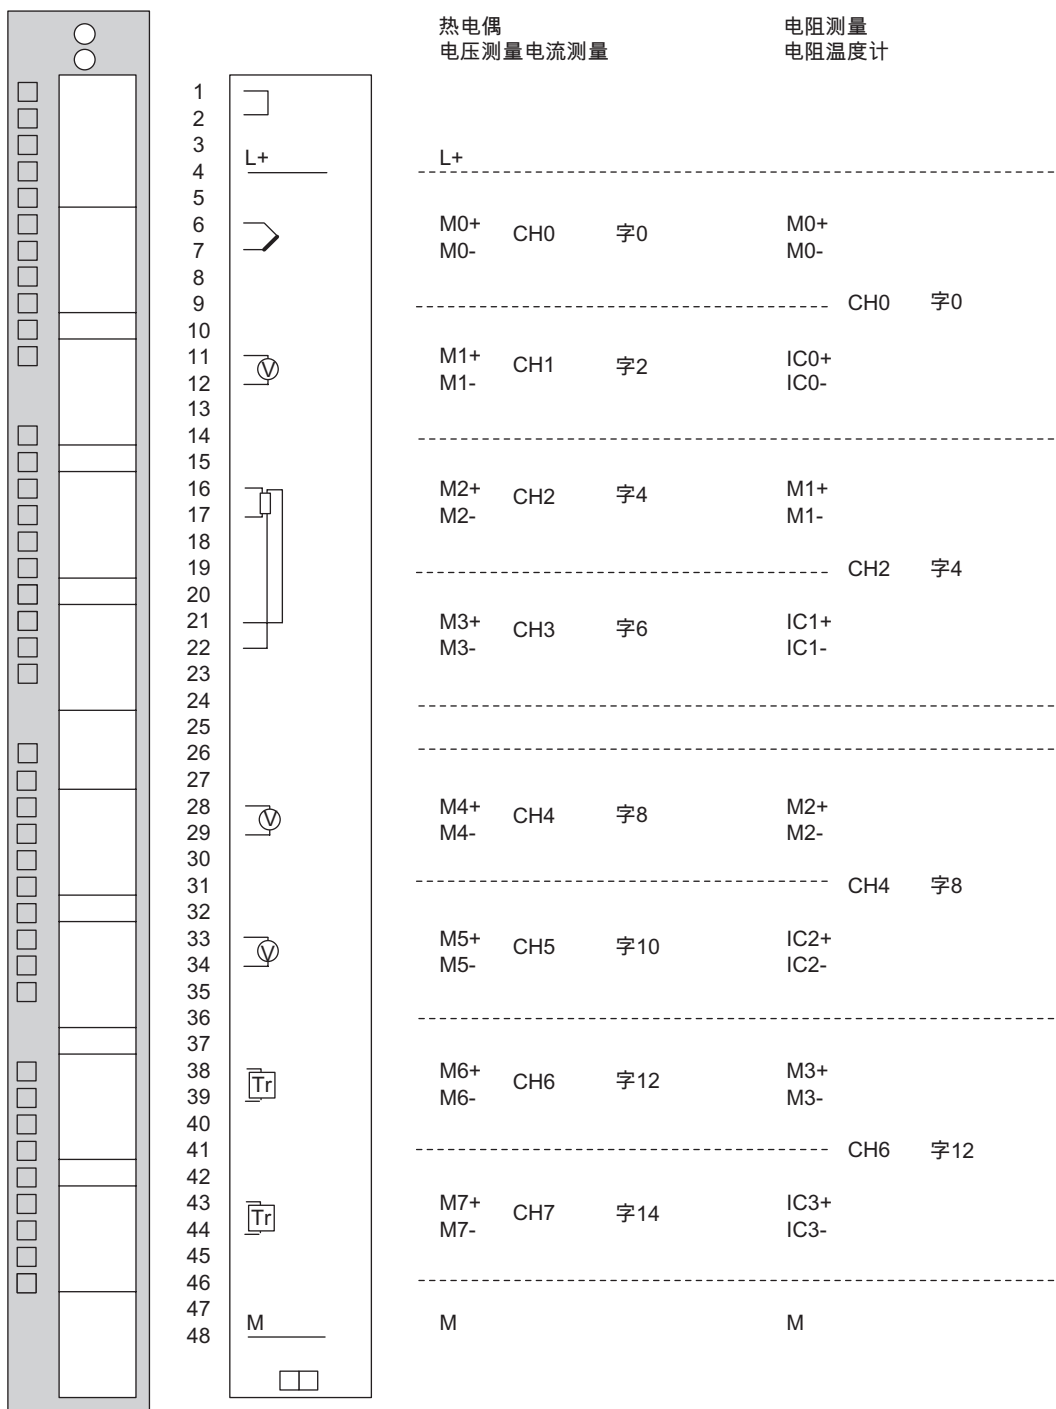 热电偶
电压测量电流测量
电阻测量
电阻温度计
1
2
3
4 L+ L+
5
6 M0+ M0+
CH0 字0
7 M0- M0-
8
9 CH0 字0
10
11 M1+ IC0+
V CH1 字2
12 M1- IC0-
13
14
15
16 M2+ M1+
CH2 字4
17 M2- M1-
18
19 CH2 字4
20
21 M3+ IC1+
CH3 字6
22 M3- IC1-
23
24
25
26
27
28 M4+ M2+
V CH4 字8
29 M4- M2-
30
31 CH4 字8
32
33 M5+ IC2+
V CH5 字10
34 M5- IC2-
35
36
37
38 M6+ M3+
Tr CH6 字12
39 M6- M3-
40
41 CH6 字12
42
43 M7+ IC3+
Tr CH7 字14
44 M7- IC3-
45
46
47
48 M M M